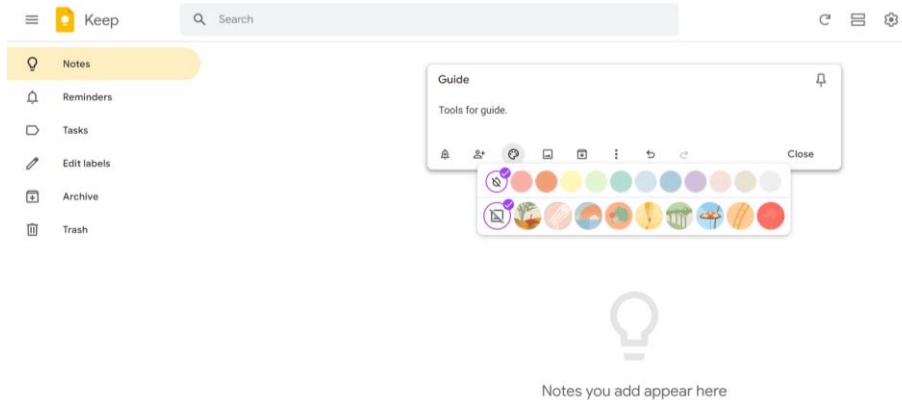 Keep
Search
Notes
Reminders
Tasks
Edit labels
Archive
Trash
Guide
Tools for guide.
Close
Notes you add appear here